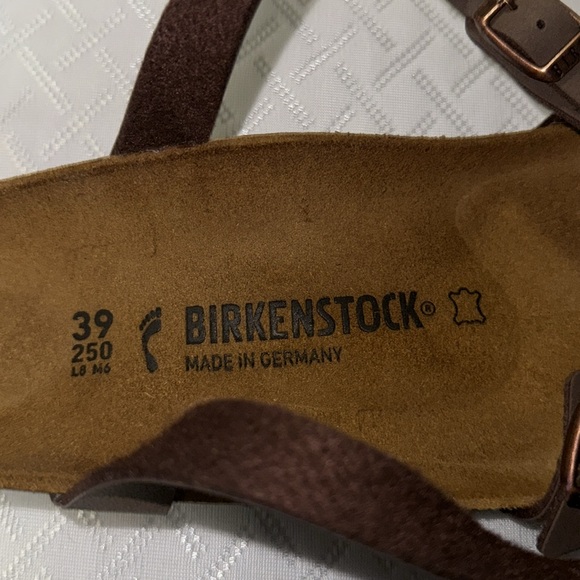 39
250
L8 M6
BIRKENSTOCK®
MADE IN GERMANY